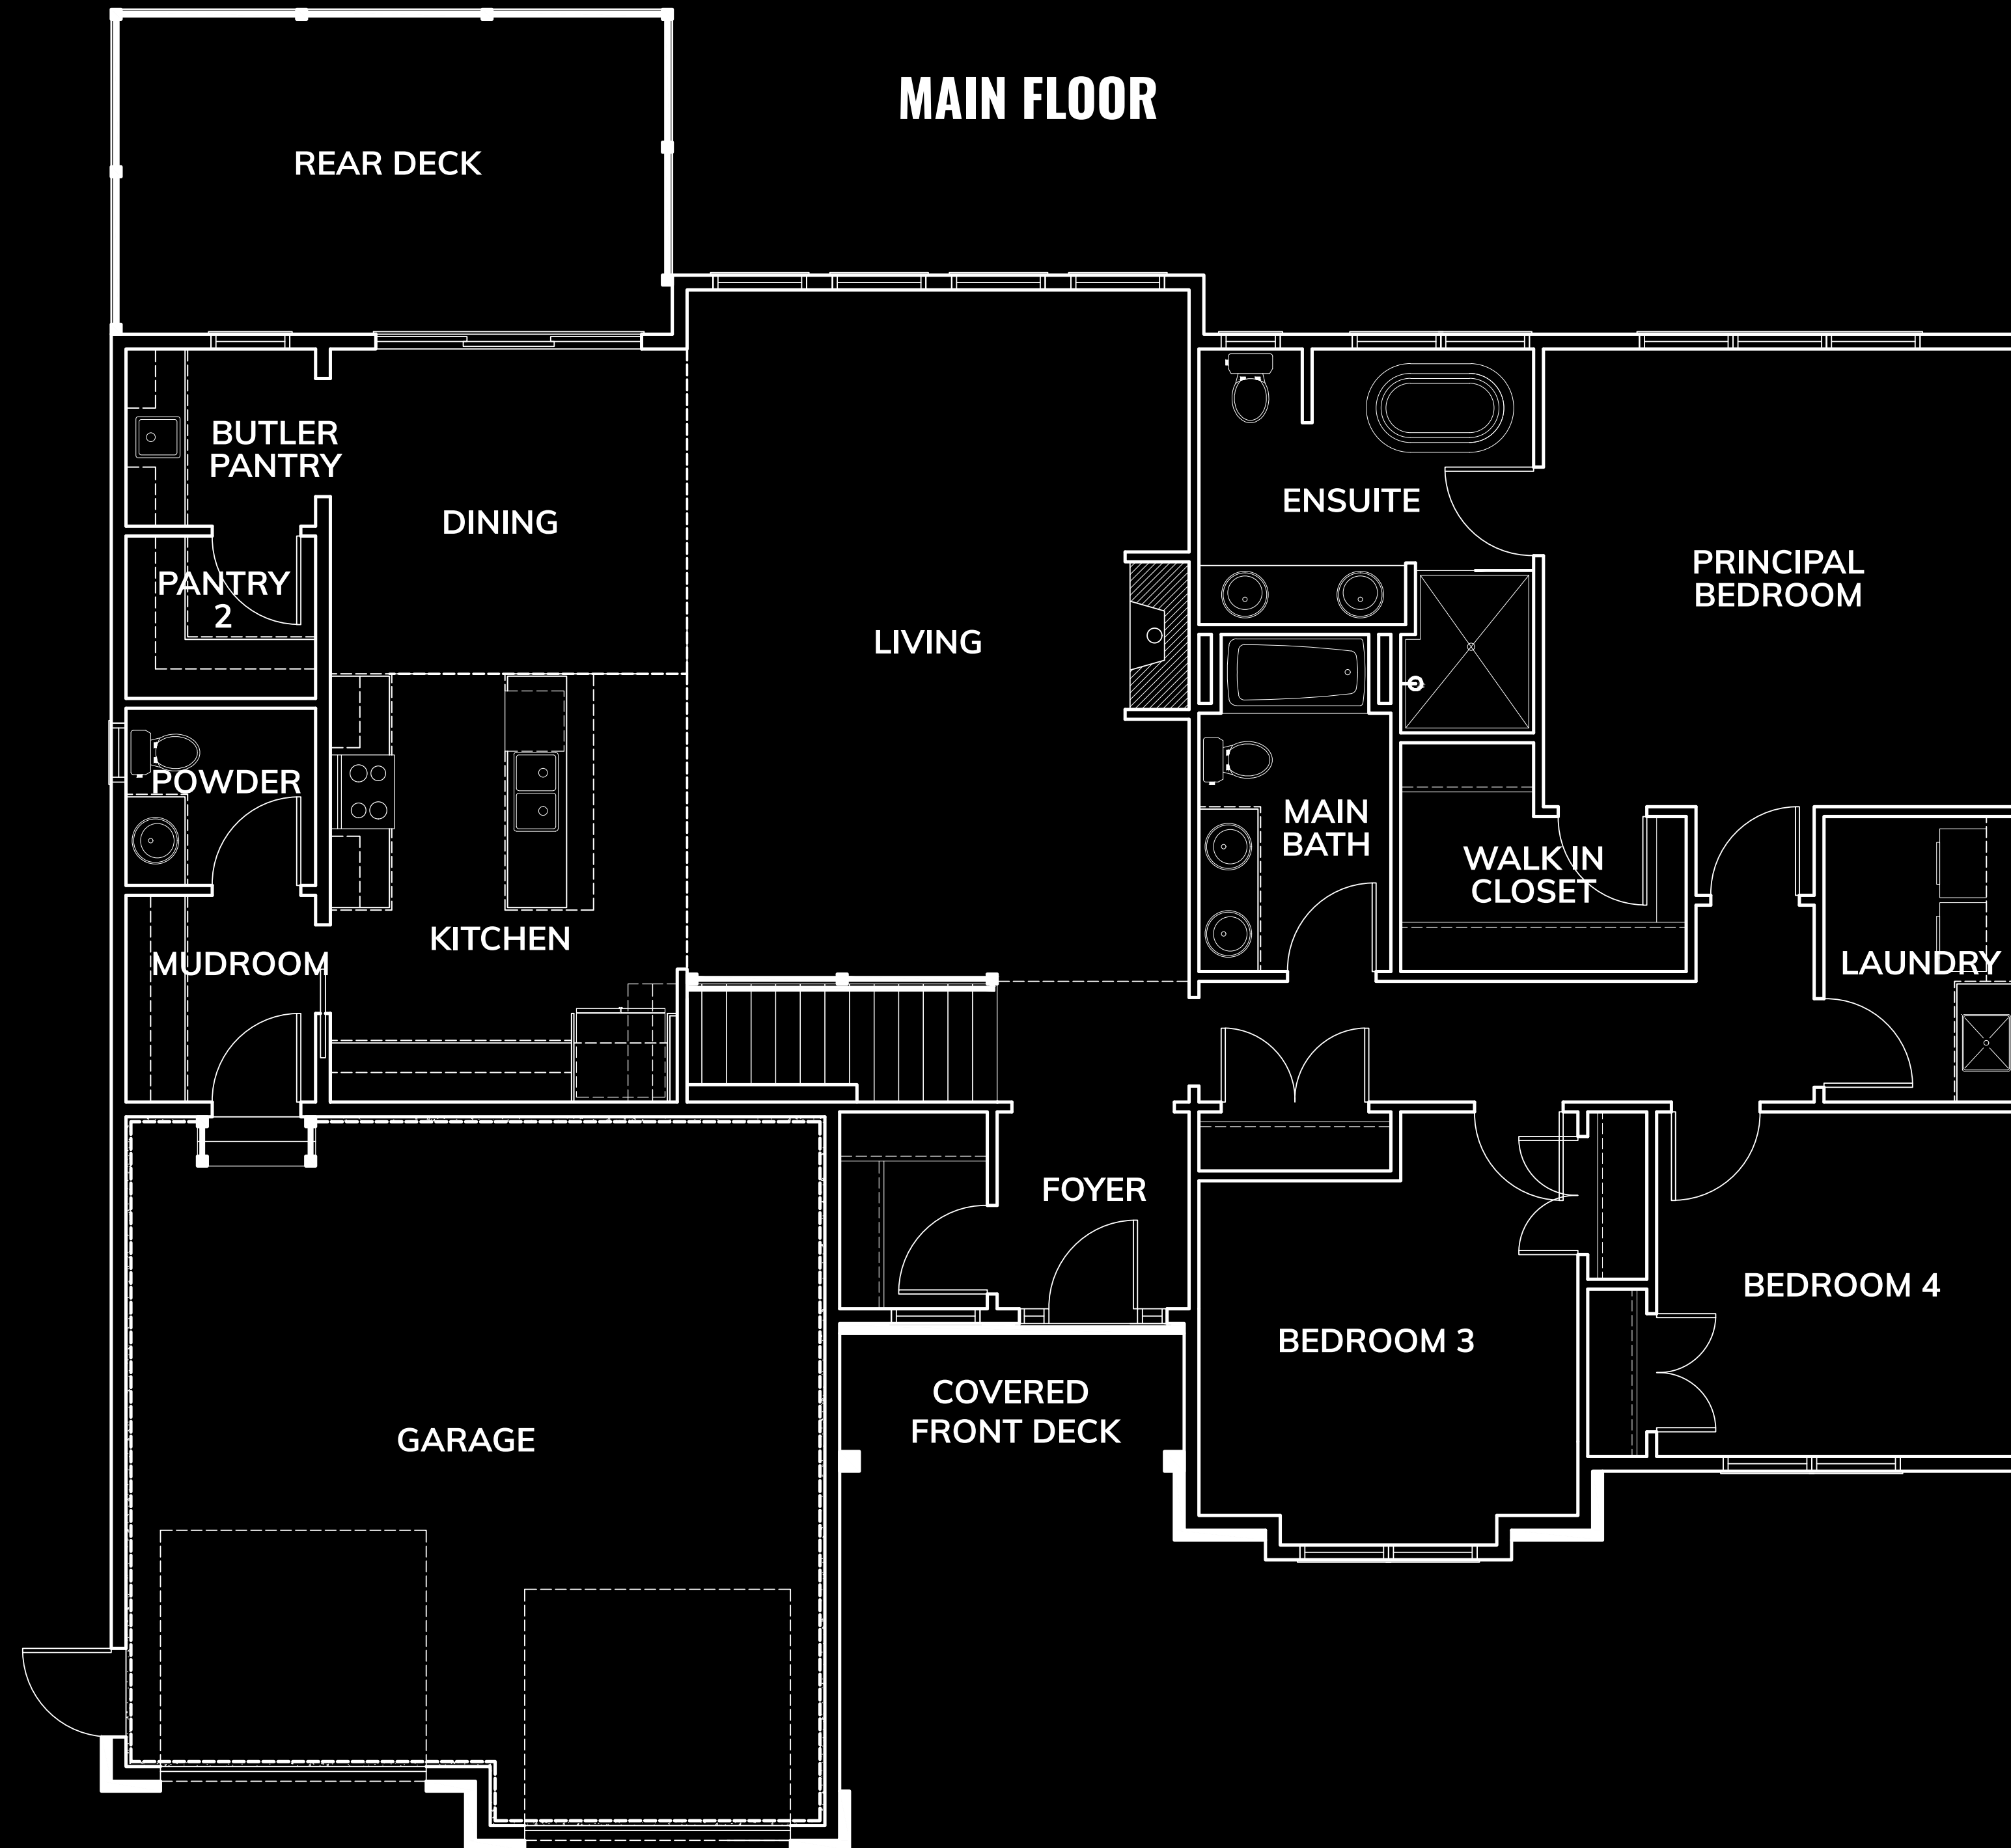 MAIN FLOOR
REAR DECK
BUTLER
PANTRY
DINING
ENSUITE
PRINCIPAL
BEDROOM
PANTRY
2
LIVING
POWDER
MAIN
BATH
WALK IN
CLOSET
KITCHEN
MUDROOM
LAUNDRY
FOYER
BEDROOM 4
BEDROOM 3
COVERED
FRONT DECK
GARAGE